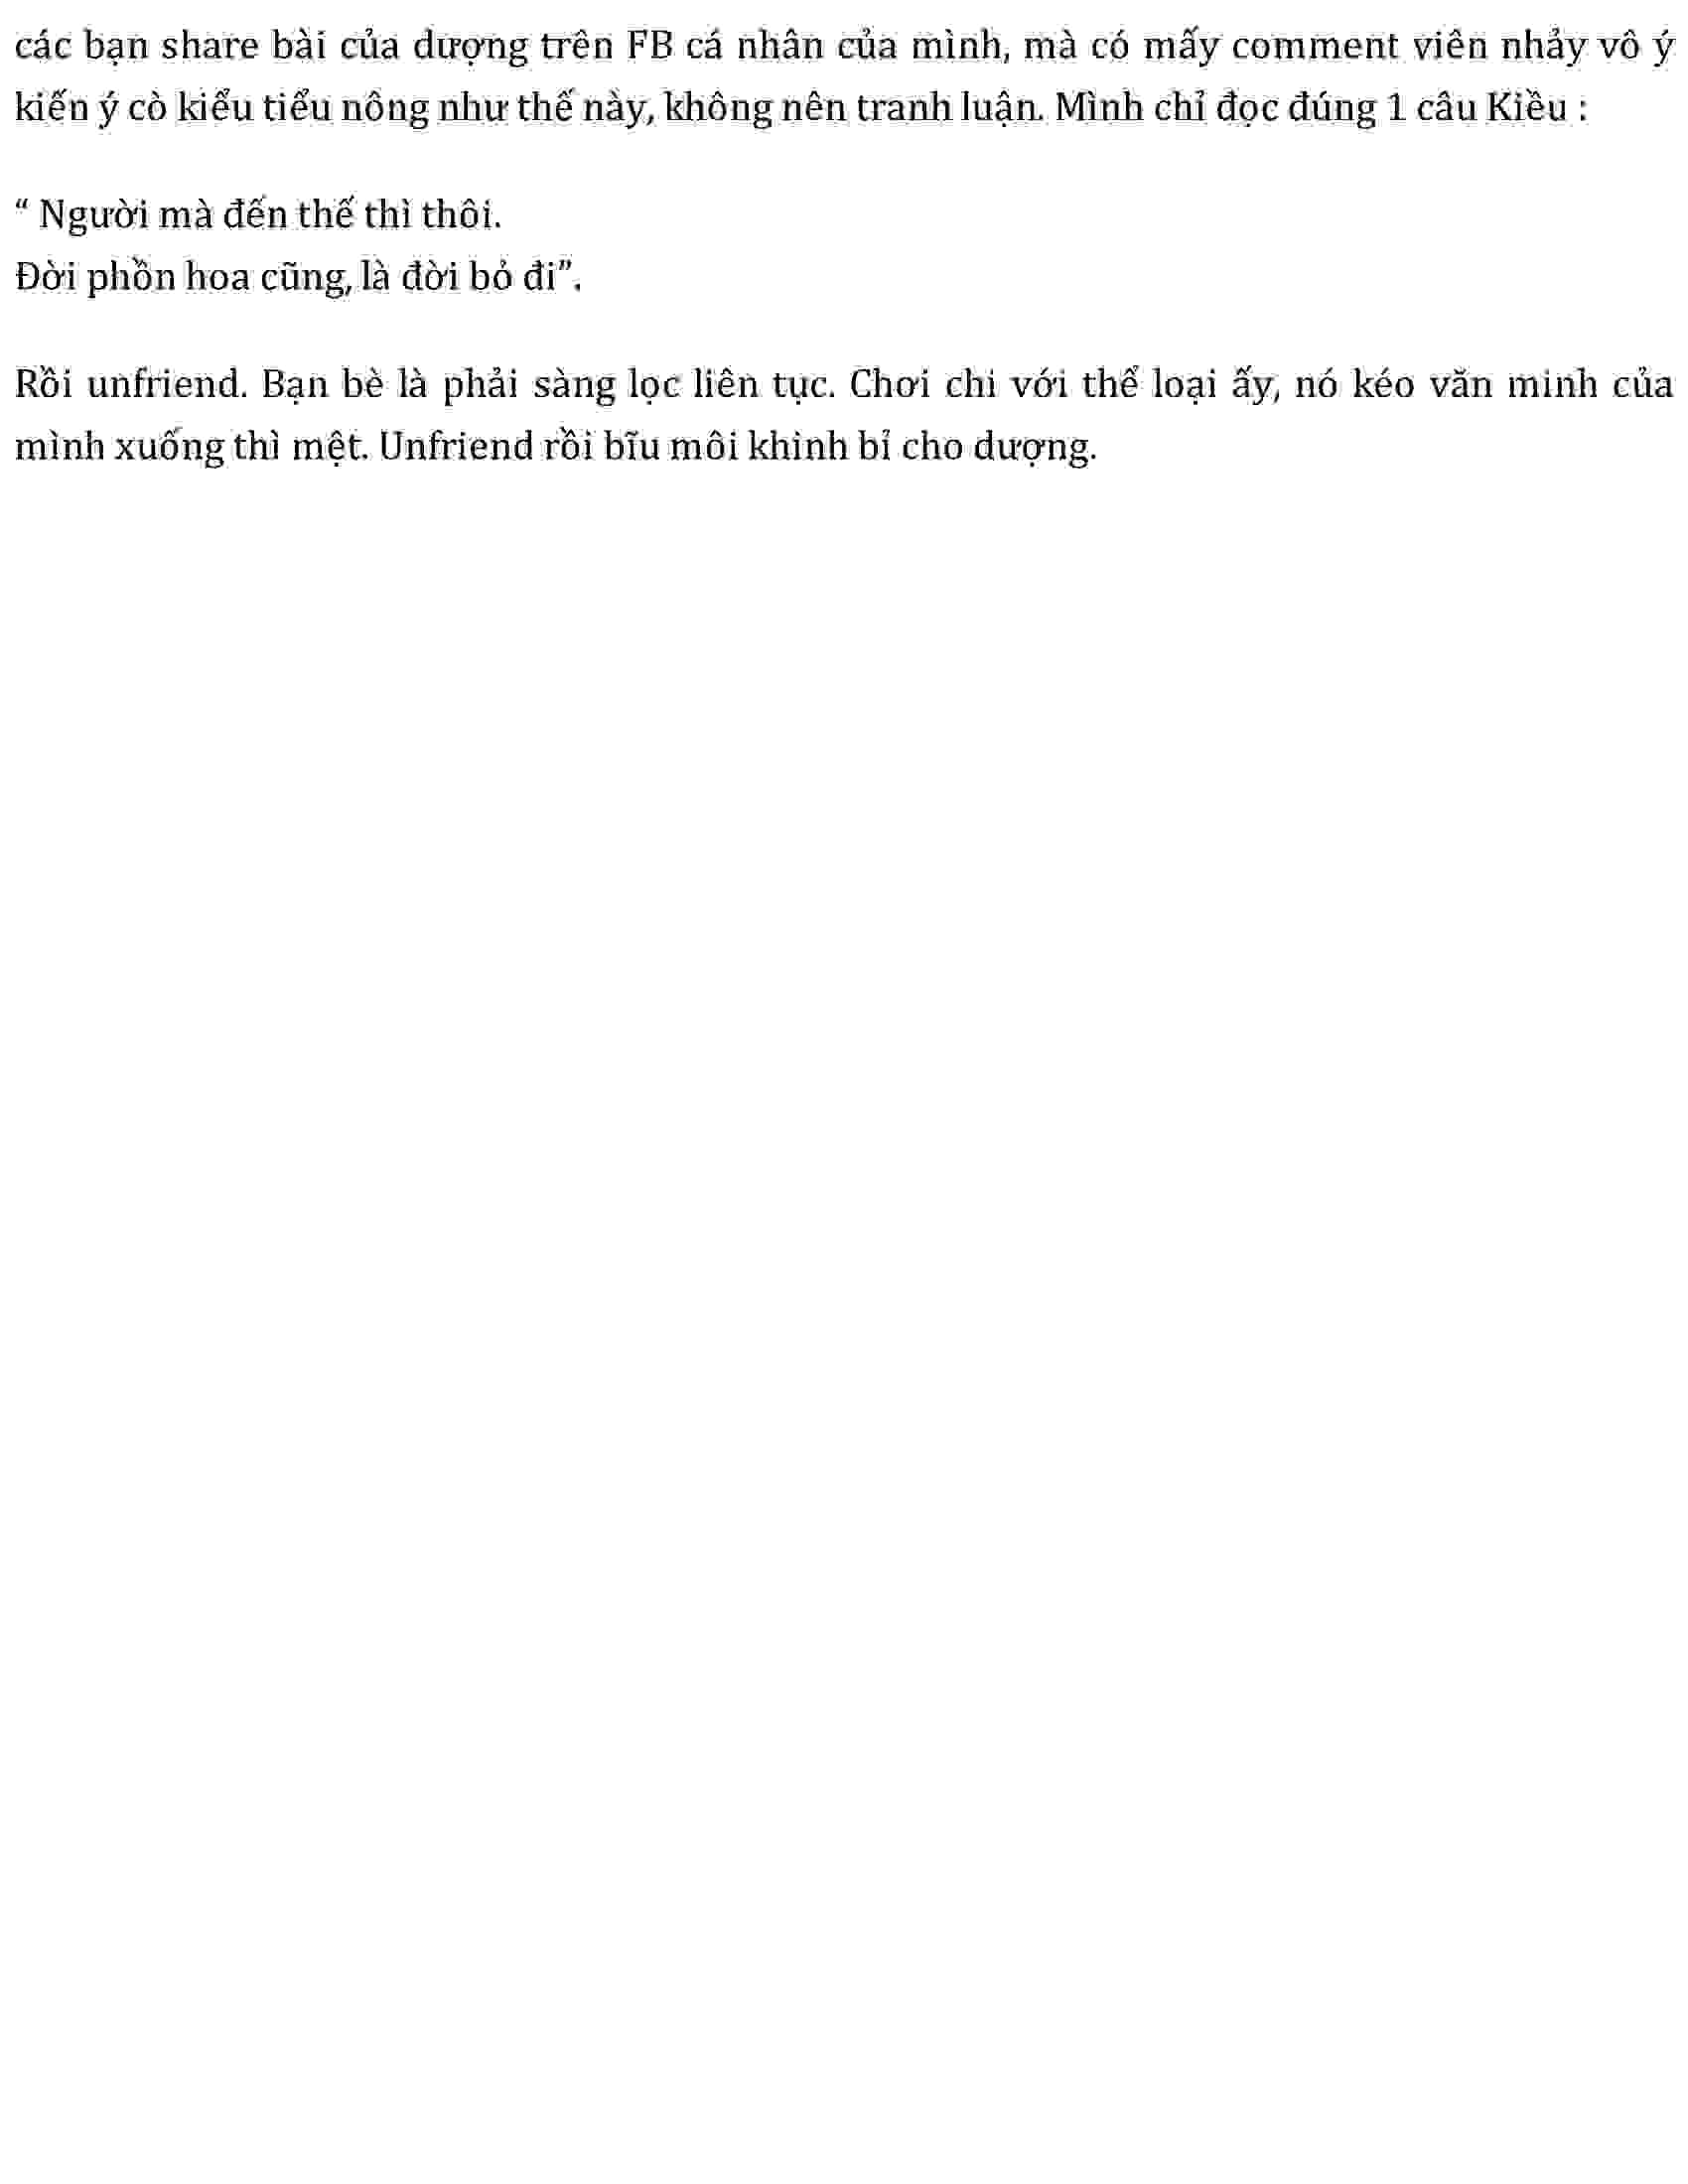 các bạn share bài của dượng trên FB cá nhân của mình, mà có mấy comment viên nhảy vô ý
kiến ý cò kiểu tiểu nông như thế này, không nên tranh luận. Mình chỉ đọc đúng 1 câu Kiều :
“ Người mà đến thế thì thôi.
Đời phồn hoa cũng, là đời bỏ đi”.
Rồi unfriend. Bạn bè là phải sàng lọc liên tục. Chơi chi với thể loại ấy, nó kéo văn minh của
mình xuống thì mệt. Unfriend rồi bĩu môi khinh bỉ cho dượng.